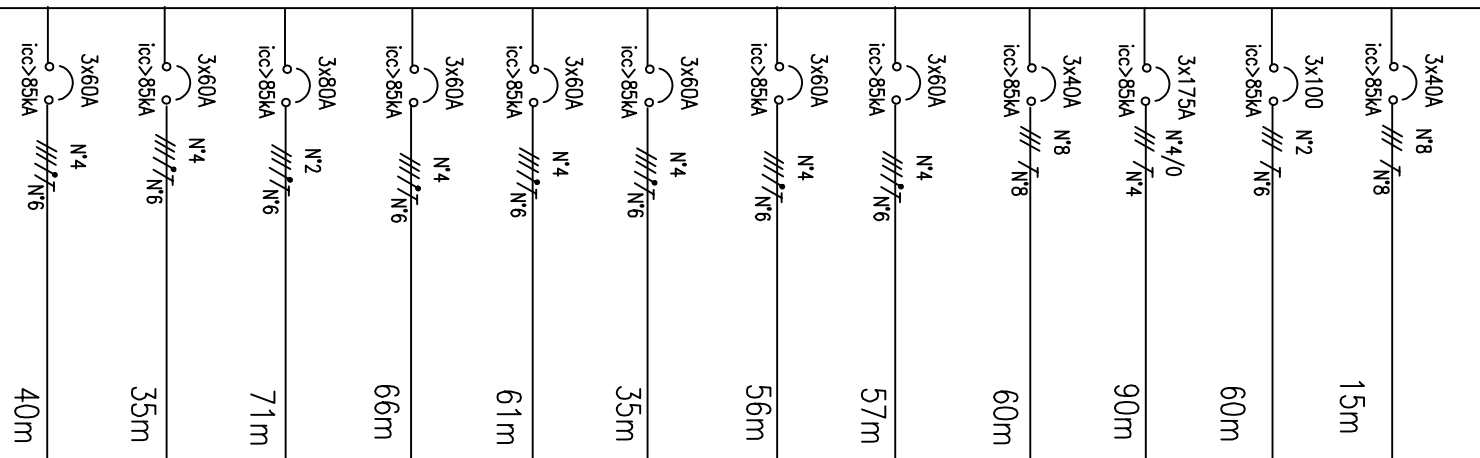 3x60A
icc>85kA
N°4
N°6
40m
3x60A
icc>85kA
N°4
N°6
35m
3x80A
icc>85kA
N°2
N°6
71m
3x60A
icc>85kA
N°4
N°6
66m
3x60A
icc>85kA
N°4
N°6
61m
3x60A
icc>85kA
N°4
N°6
35m
3x60A
icc>85kA
N°4
N°6
56m
3x60A
icc>85kA
N°4
N°6
57m
3x40A
icc>85kA
N°8
N°8
60m
3x175A
icc>85kA
N°4/0
N°4
90m
3x100
icc>85kA
N°2
N°6
60m
3x40A
icc>85kA
N°8
N°8
15m